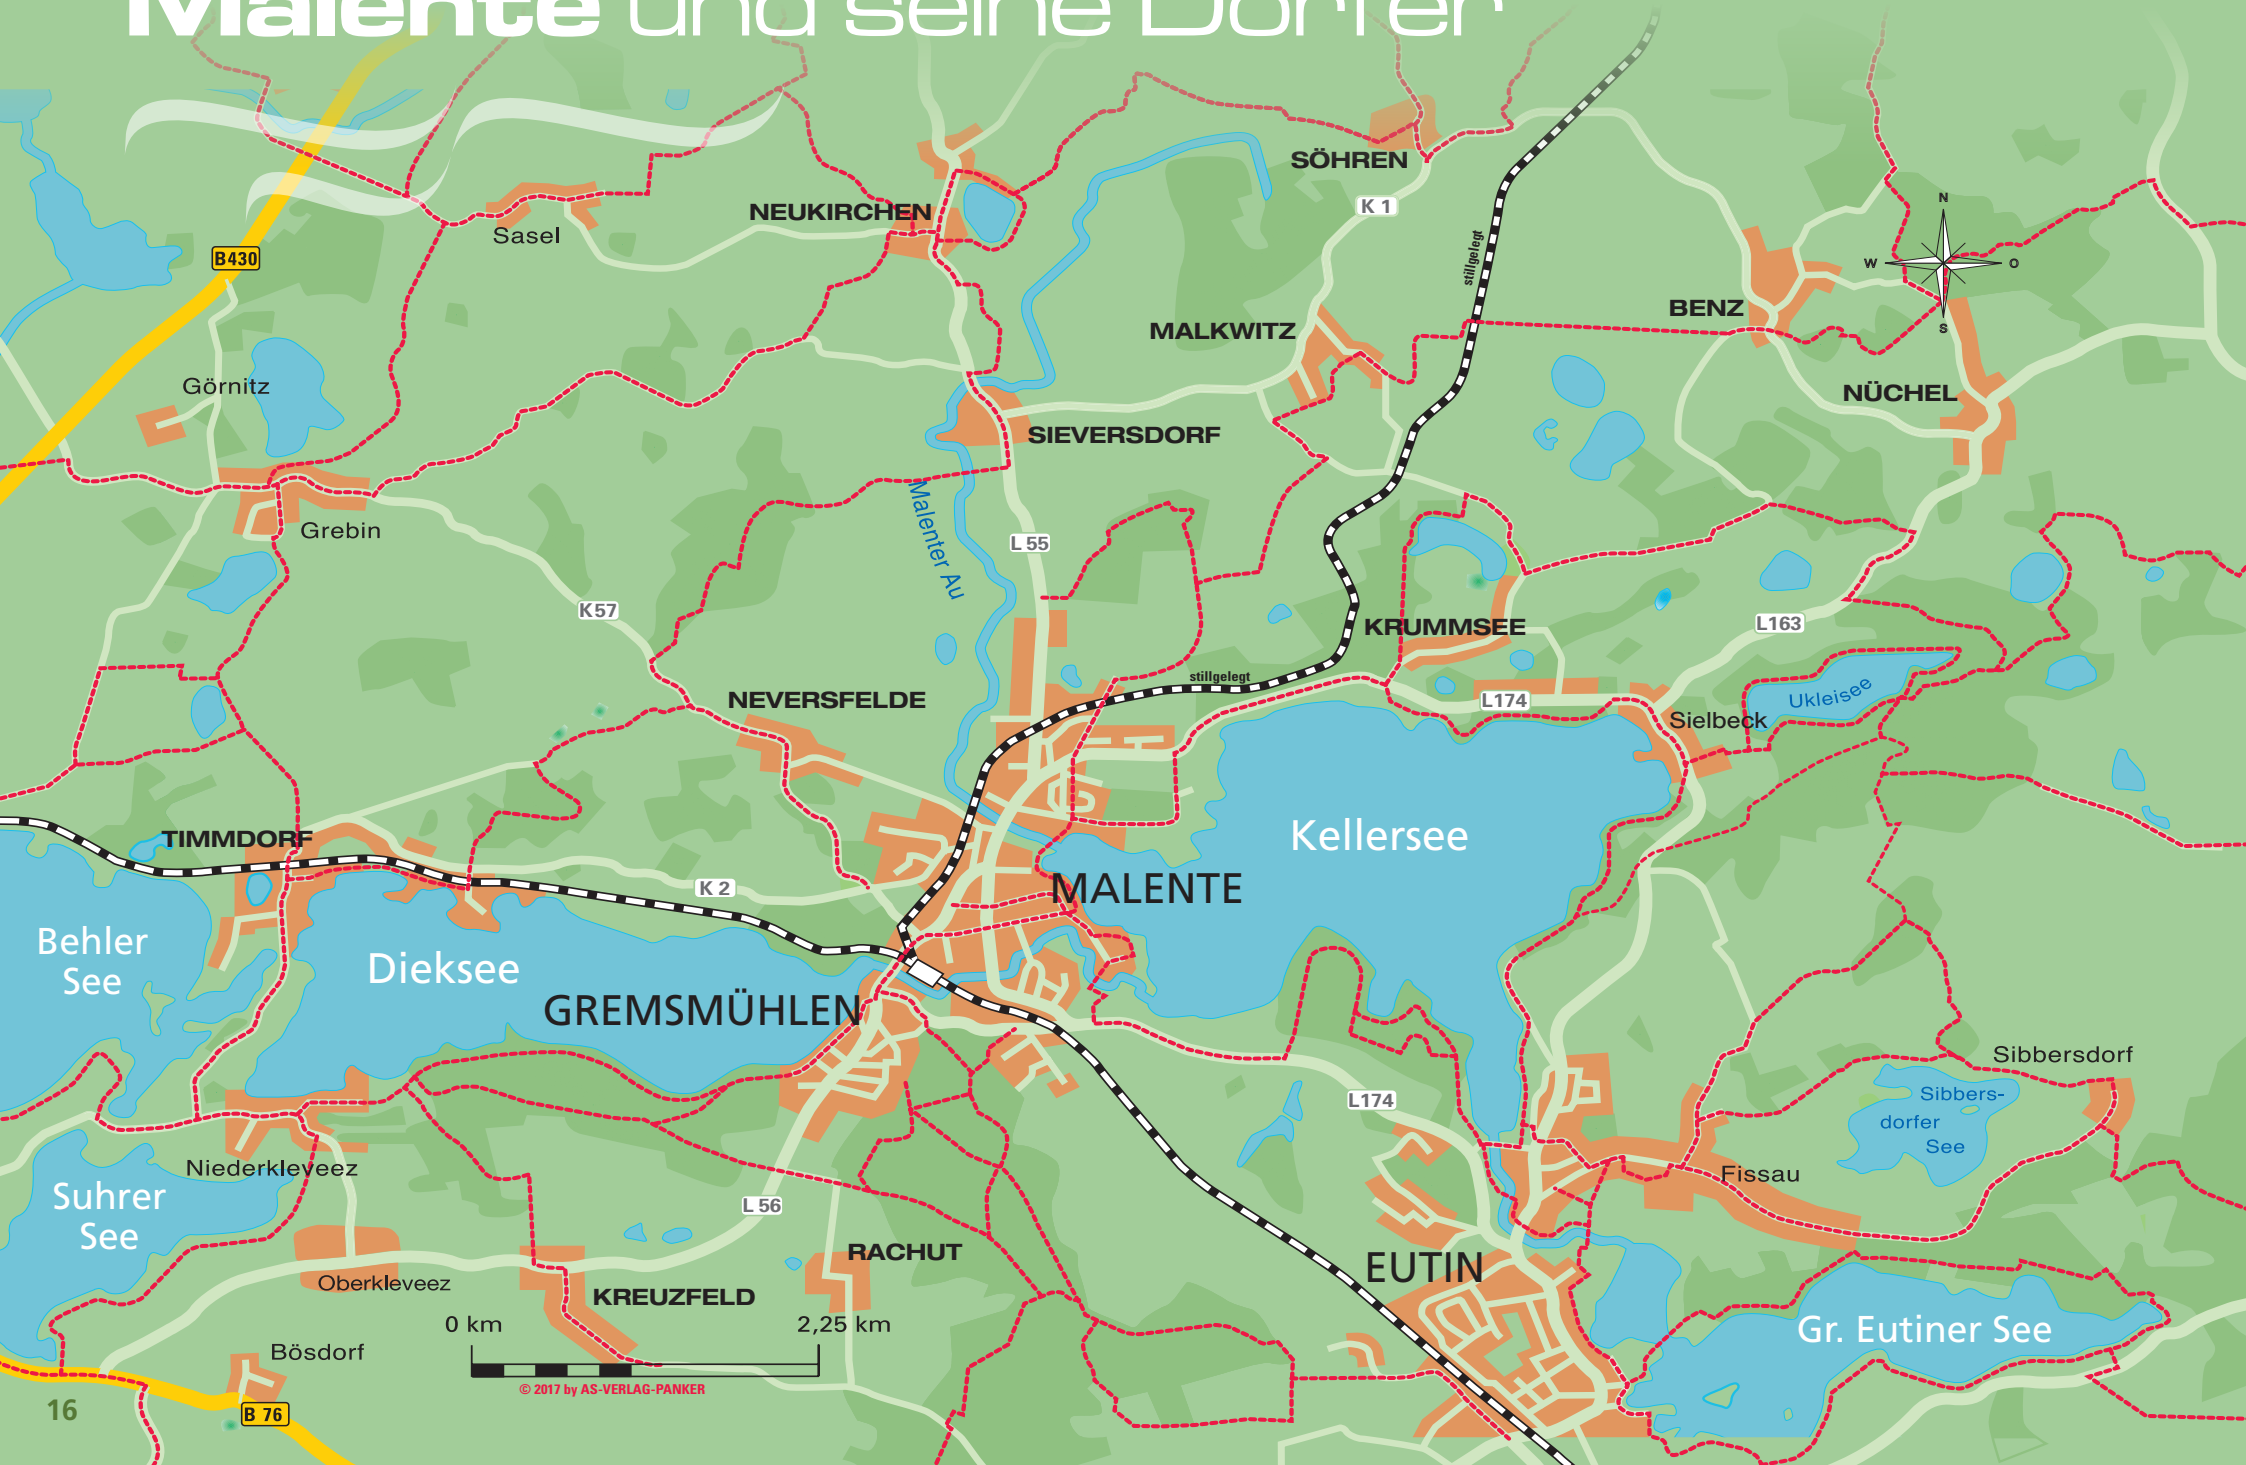 Malente und seine Dörfer
SÖHREN
K 1
NEUKIRCHEN
Sasel
N
W
O
S
B430
stillgelegt
BENZ
MALKWITZ
Görnitz
NÜCHEL
SIEVERSDORF
Grebin
Malenter Au
L 55
K57
KRUMMSEE
L163
stillgelegt
NEVERSFELDE
L174
Ukleisee
Sielbeck
TIMMDORF
Kellersee
K 2
MALENTE
Behler
See
Dieksee
GREMSMÜHLEN
Sibbersdorf
Sibbers-
dorfer
See
L174
Niederkleveez
Fissau
Suhrer
See
L 56
RACHUT
EUTIN
Oberkleveez
KREUZFELD
0 km
2,25 km
Gr. Eutiner See
Bösdorf
© 2017 by AS-VERLAG-PANKER
16
B 76